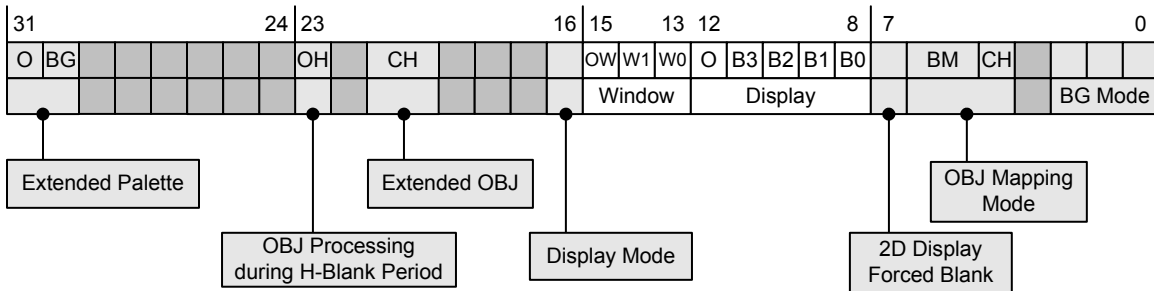 31 24 23 16 15 13 12 8 7 0
O BG OH CH OW W1 W0 O B3 B2 B1 B0 BM CH
Window Display BG Mode
Extended Palette
Extended OBJ
OBJ Mapping
Mode
OBJ Processing
during H-Blank Period
Display Mode
2D Display
Forced Blank